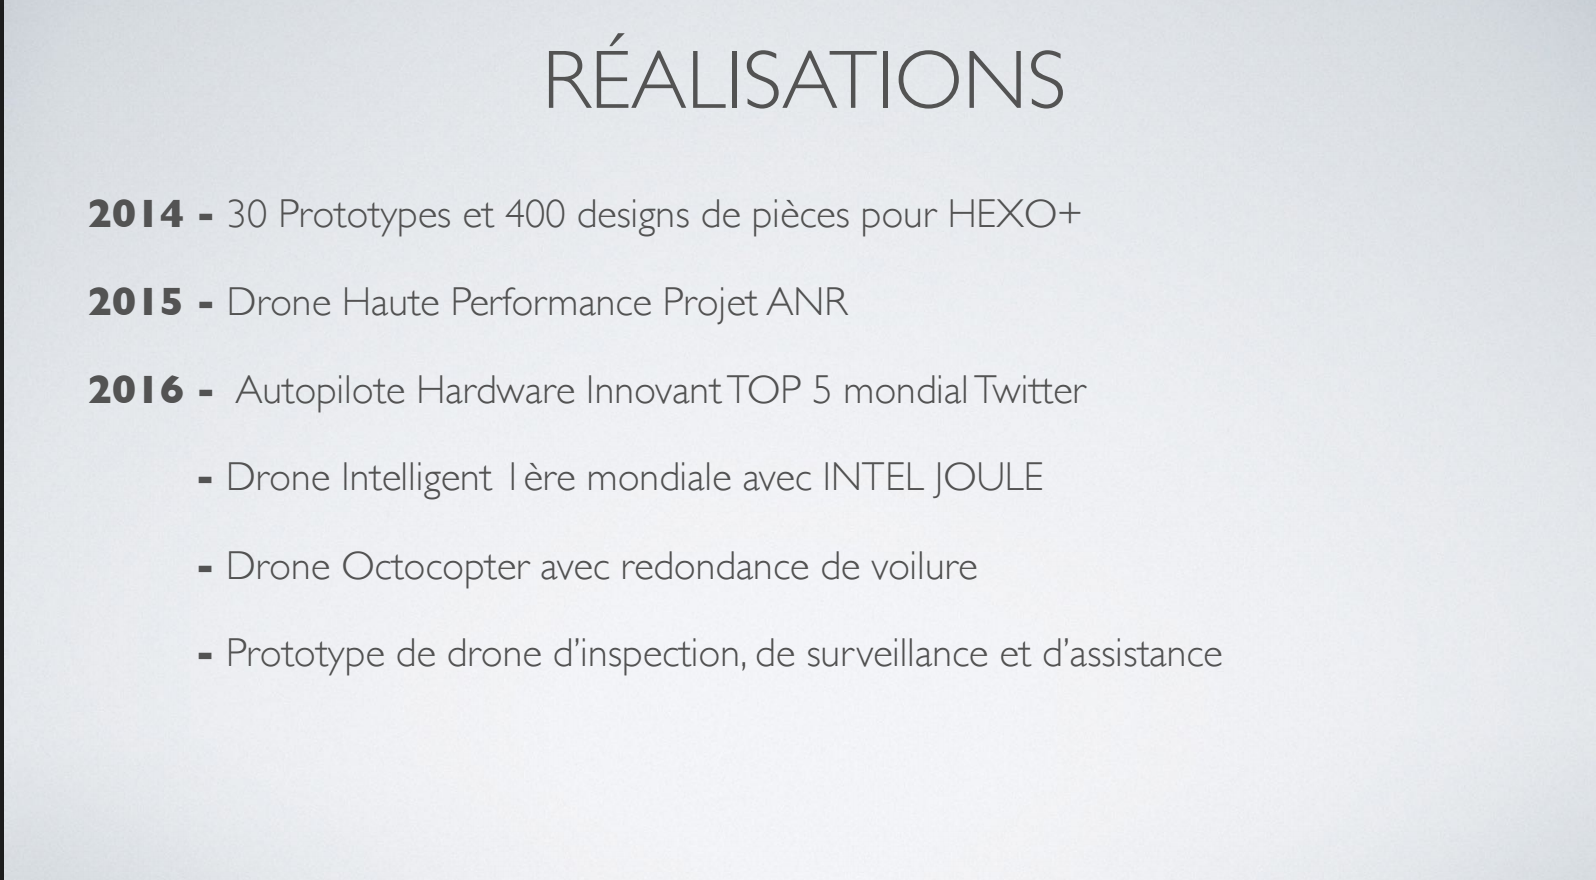 RÉALISATIONS
2014 - 30 Prototypes et 400 designs de pièces pour HEXO+
2015 - Drone Haute Performance Projet ANR
2016 - Autopilote Hardware Innovant TOP 5 mondial Twitter
- Drone Intelligent 1ère mondiale avec INTEL JOULE
- Drone Octocopter avec redondance de voilure
- Prototype de drone d’inspection, de surveillance et d’assistance